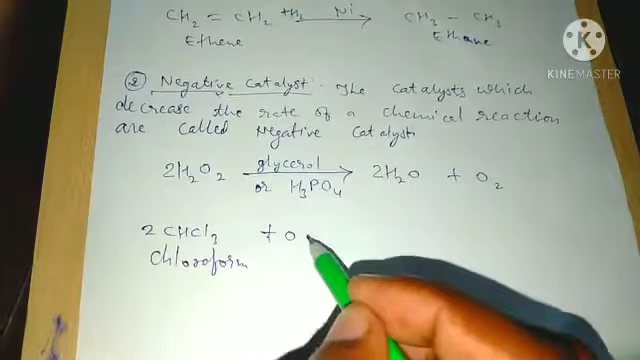 CH₂ = CH₂ +H₂ Ni → CH₃ - CH₃
Ethene Ethane
② Negative catalyst: The catalysts which
decrease the rate of a chemical reaction
are called Negative catalyst
2H₂O₂ glycerol or H₃PO₄ → 2H₂O + O₂
2 CHCl₃ + O
Chloroform
KINEMASTER